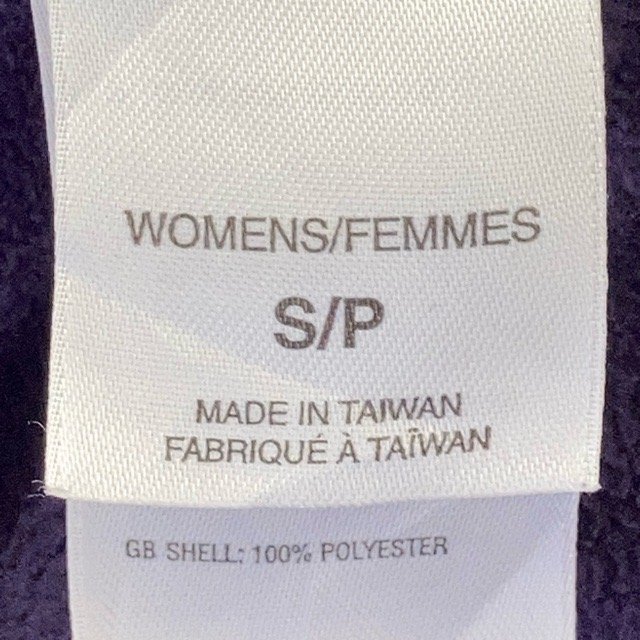 WOMENS/FEMMES
S/P
MADE IN TAIWAN
FABRIQUÉ À TAÏWAN
GB SHELL: 100% POLYESTER